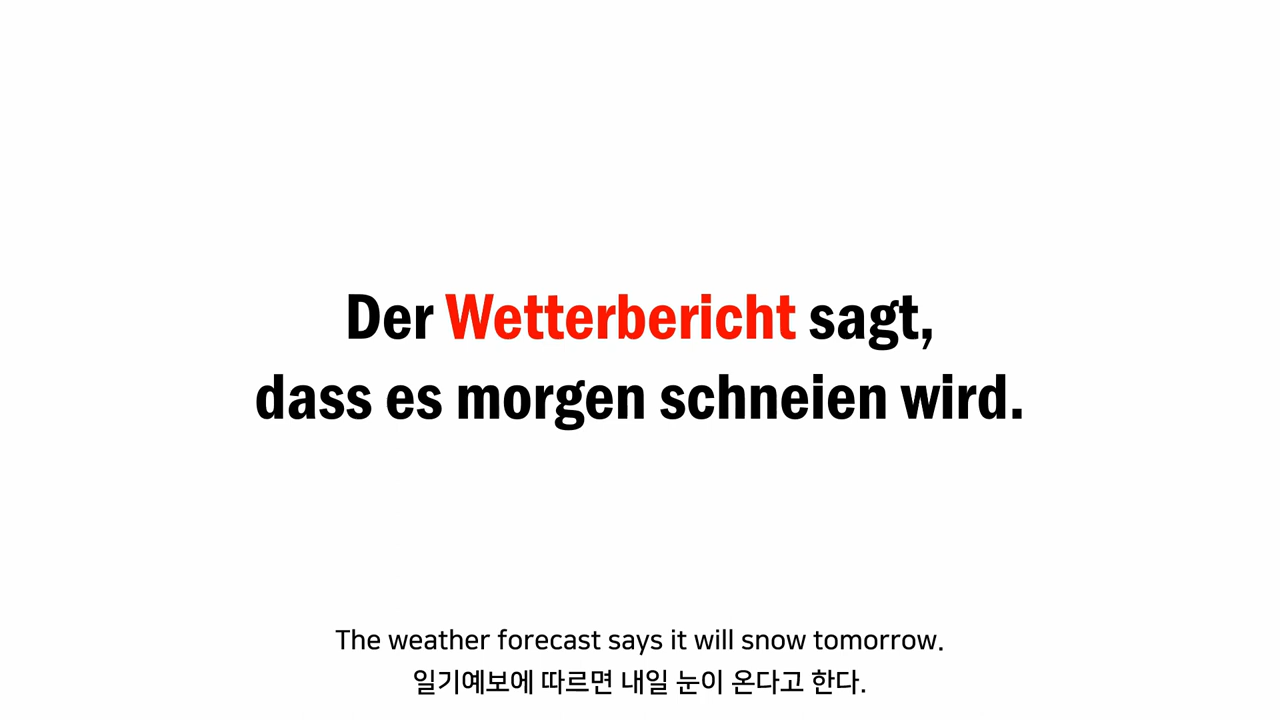 Der Wetterbericht sagt,
dass es morgen schneien wird.
The weather forecast says it will snow tomorrow.
일기예보에 따르면 내일 눈이 온다고 한다.